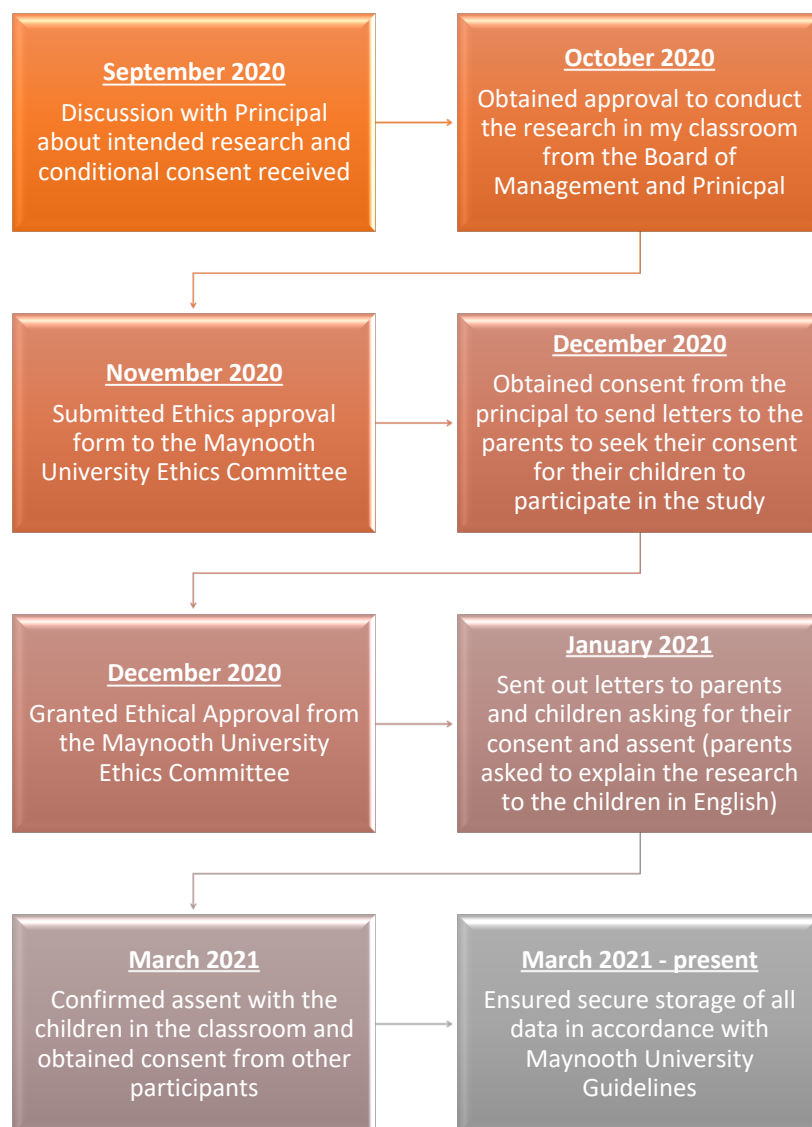 September 2020
Discussion with Principal
about intended research and
conditional consent received
October 2020
Obtained approval to conduct
the research in my classroom
from the Board of
Management and Prinicpal
November 2020
Submitted Ethics approval
form to the Maynooth
University Ethics Committee
December 2020
Obtained consent from the
principal to send letters to the
parents to seek their consent
for their children to
participate in the study
December 2020
Granted Ethical Approval from
the Maynooth University
Ethics Committee
January 2021
Sent out letters to parents
and children asking for their
consent and assent (parents
asked to explain the research
to the children in English)
March 2021
Confirmed assent with the
children in the classroom and
obtained consent from other
participants
March 2021 - present
Ensured secure storage of all
data in accordance with
Maynooth University
Guidelines